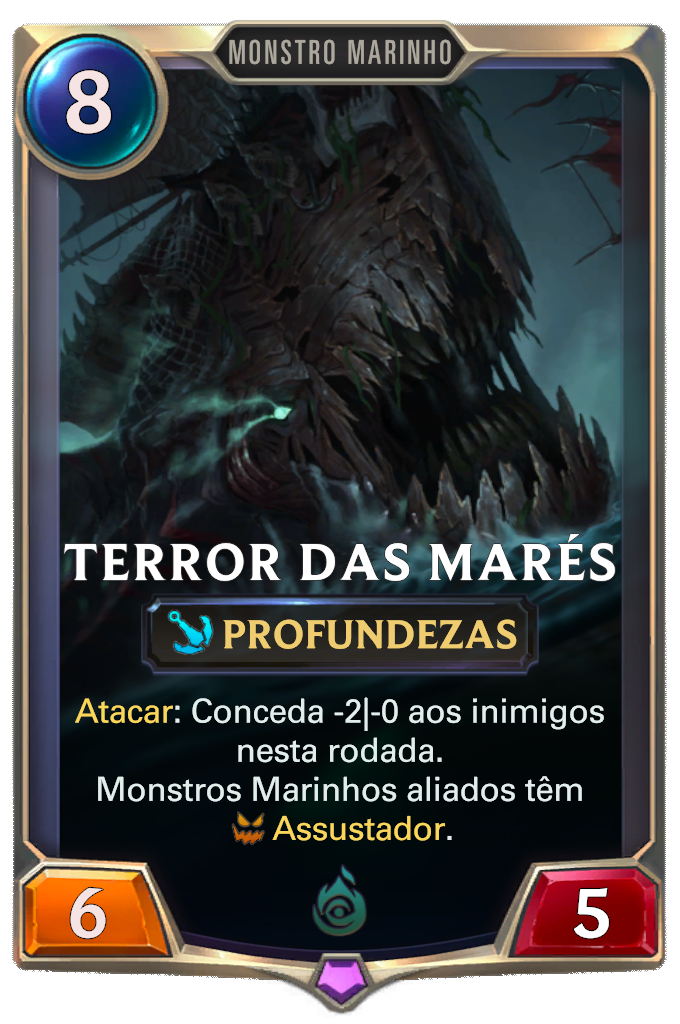 MONSTRO MARINHO
8
TERROR DAS MARÉS
PROFUNDEZAS
Atacar: Conceda -2|-0 aos inimigos
nesta rodada.
Monstros Marinhos aliados têm
Assustador.
6
5